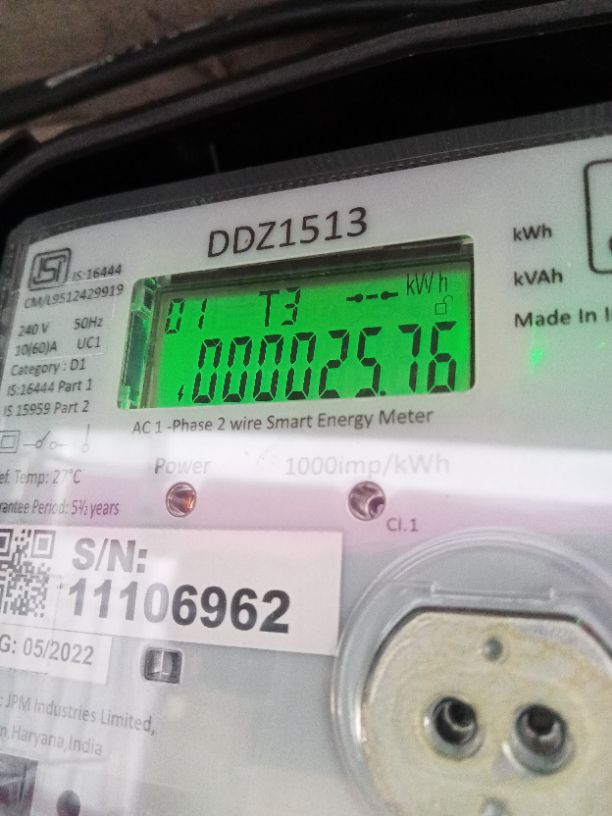 DDZ1513
ISI IS:16444
CM/L9512429919
240 V 50Hz
10(60)A UC1
Category : D1
IS:16444 Part 1
IS 15959 Part 2
01 T3 kWh
000025.76
kWh
kVAh
Made In
AC 1 -Phase 2 wire Smart Energy Meter
ef. Temp: 27°C
rantee Period: 5½ years
Power 1000imp/kWh
Cl.1
S/N:
11106962
G: 05/2022
: JPM Industries Limited,
n, Haryana, India